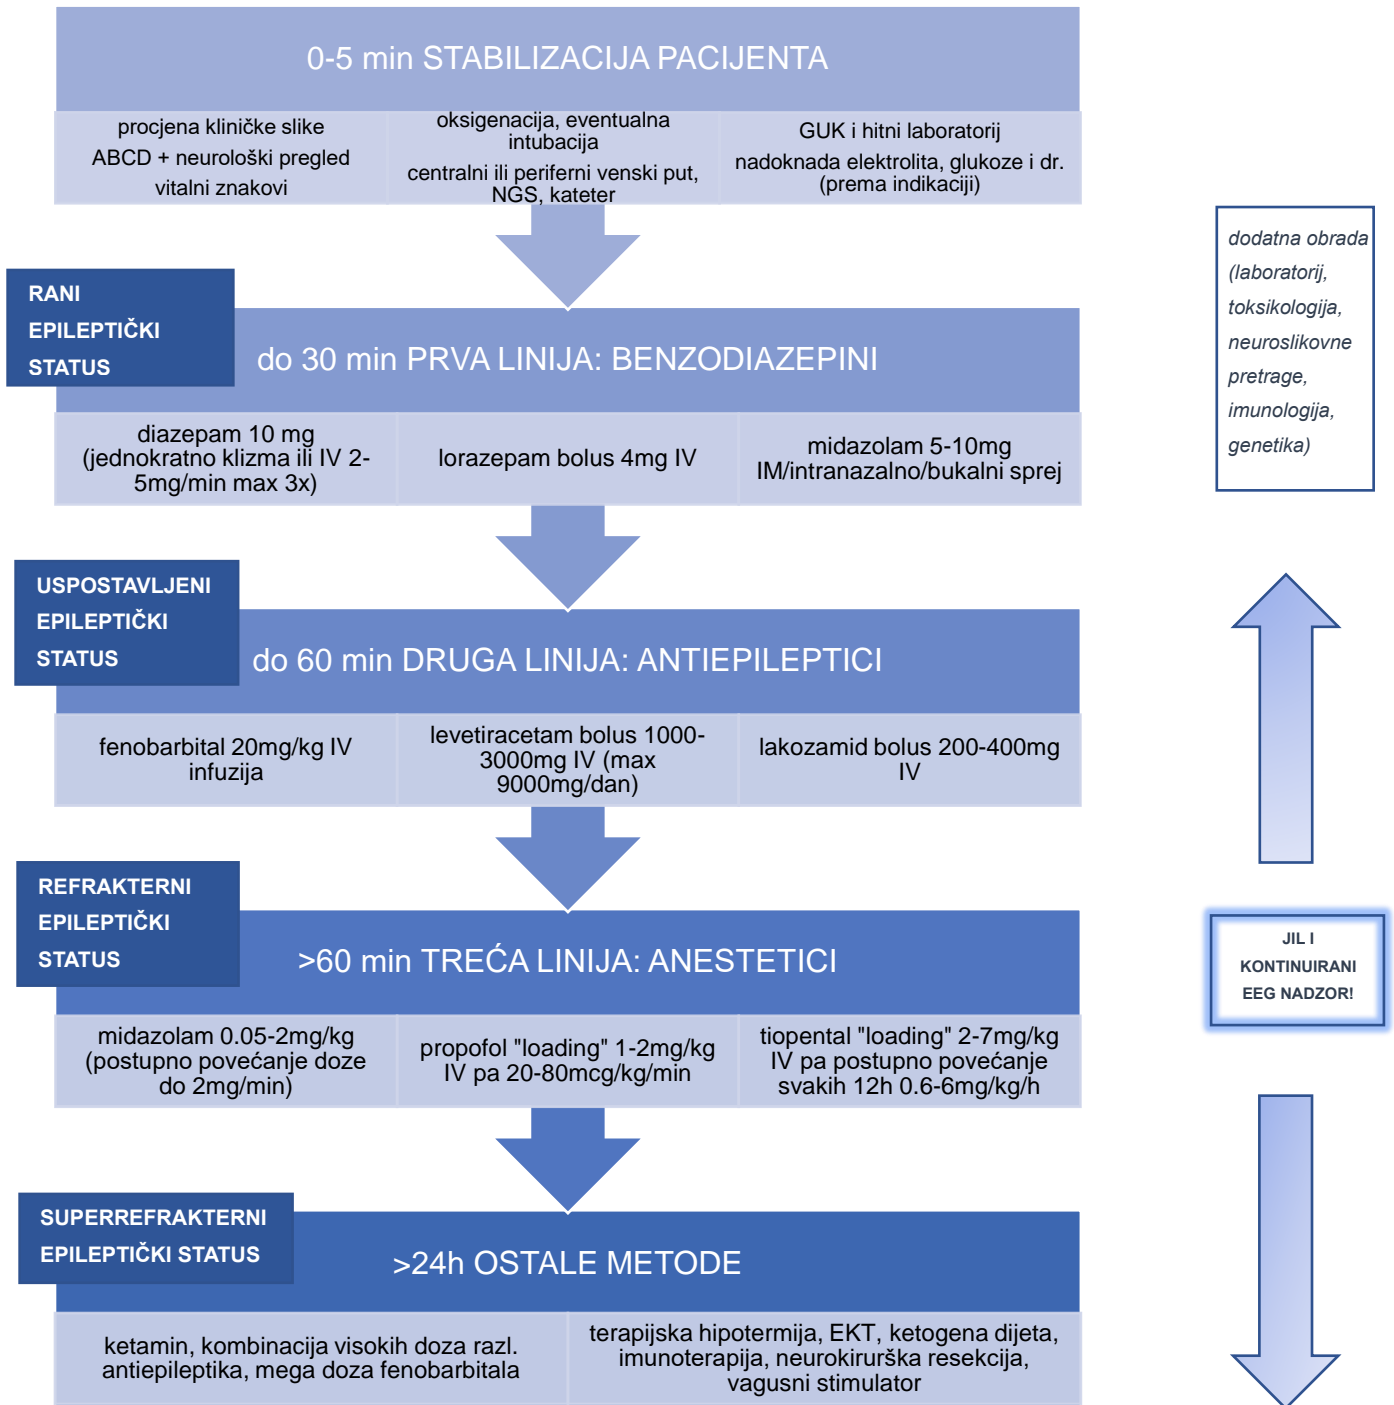 0-5 min STABILIZACIJA PACIJENTA
procjena kliničke slike
ABCD + neurološki pregled
vitalni znakovi
oksigenacija, eventualna
intubacija
centralni ili periferni venski put,
NGS, kateter
GUK i hitni laboratorij
nadoknada elektrolita, glukoze i dr.
(prema indikaciji)
dodatna obrada
(laboratorij,
toksikologija,
neuroslikovne
pretrage,
imunologija,
genetika)
RANI
EPILEPTIČKI
STATUS
do 30 min PRVA LINIJA: BENZODIAZEPINI
diazepam 10 mg
(jednokratno klizma ili IV 2-
5mg/min max 3x)
lorazepam bolus 4mg IV
midazolam 5-10mg
IM/intranazalno/bukalni sprej
USPOSTAVLJENI
EPILEPTIČKI
STATUS
do 60 min DRUGA LINIJA: ANTIEPILEPTICI
fenobarbital 20mg/kg IV
infuzija
levetiracetam bolus 1000-
3000mg IV (max
9000mg/dan)
lakozamid bolus 200-400mg
IV
REFRAKTERNI
EPILEPTIČKI
STATUS
>60 min TREĆA LINIJA: ANESTETICI
midazolam 0.05-2mg/kg
(postupno povećanje doze
do 2mg/min)
propofol "loading" 1-2mg/kg
IV pa 20-80mcg/kg/min
tiopental "loading" 2-7mg/kg
IV pa postupno povećanje
svakih 12h 0.6-6mg/kg/h
JIL I
KONTINUIRANI
EEG NADZOR!
SUPERREFRAKTERNI
EPILEPTIČKI STATUS
>24h OSTALE METODE
ketamin, kombinacija visokih doza razl.
antiepileptika, mega doza fenobarbitala
terapijska hipotermija, EKT, ketogena dijeta,
imunoterapija, neurokirurška resekcija,
vagusni stimulator